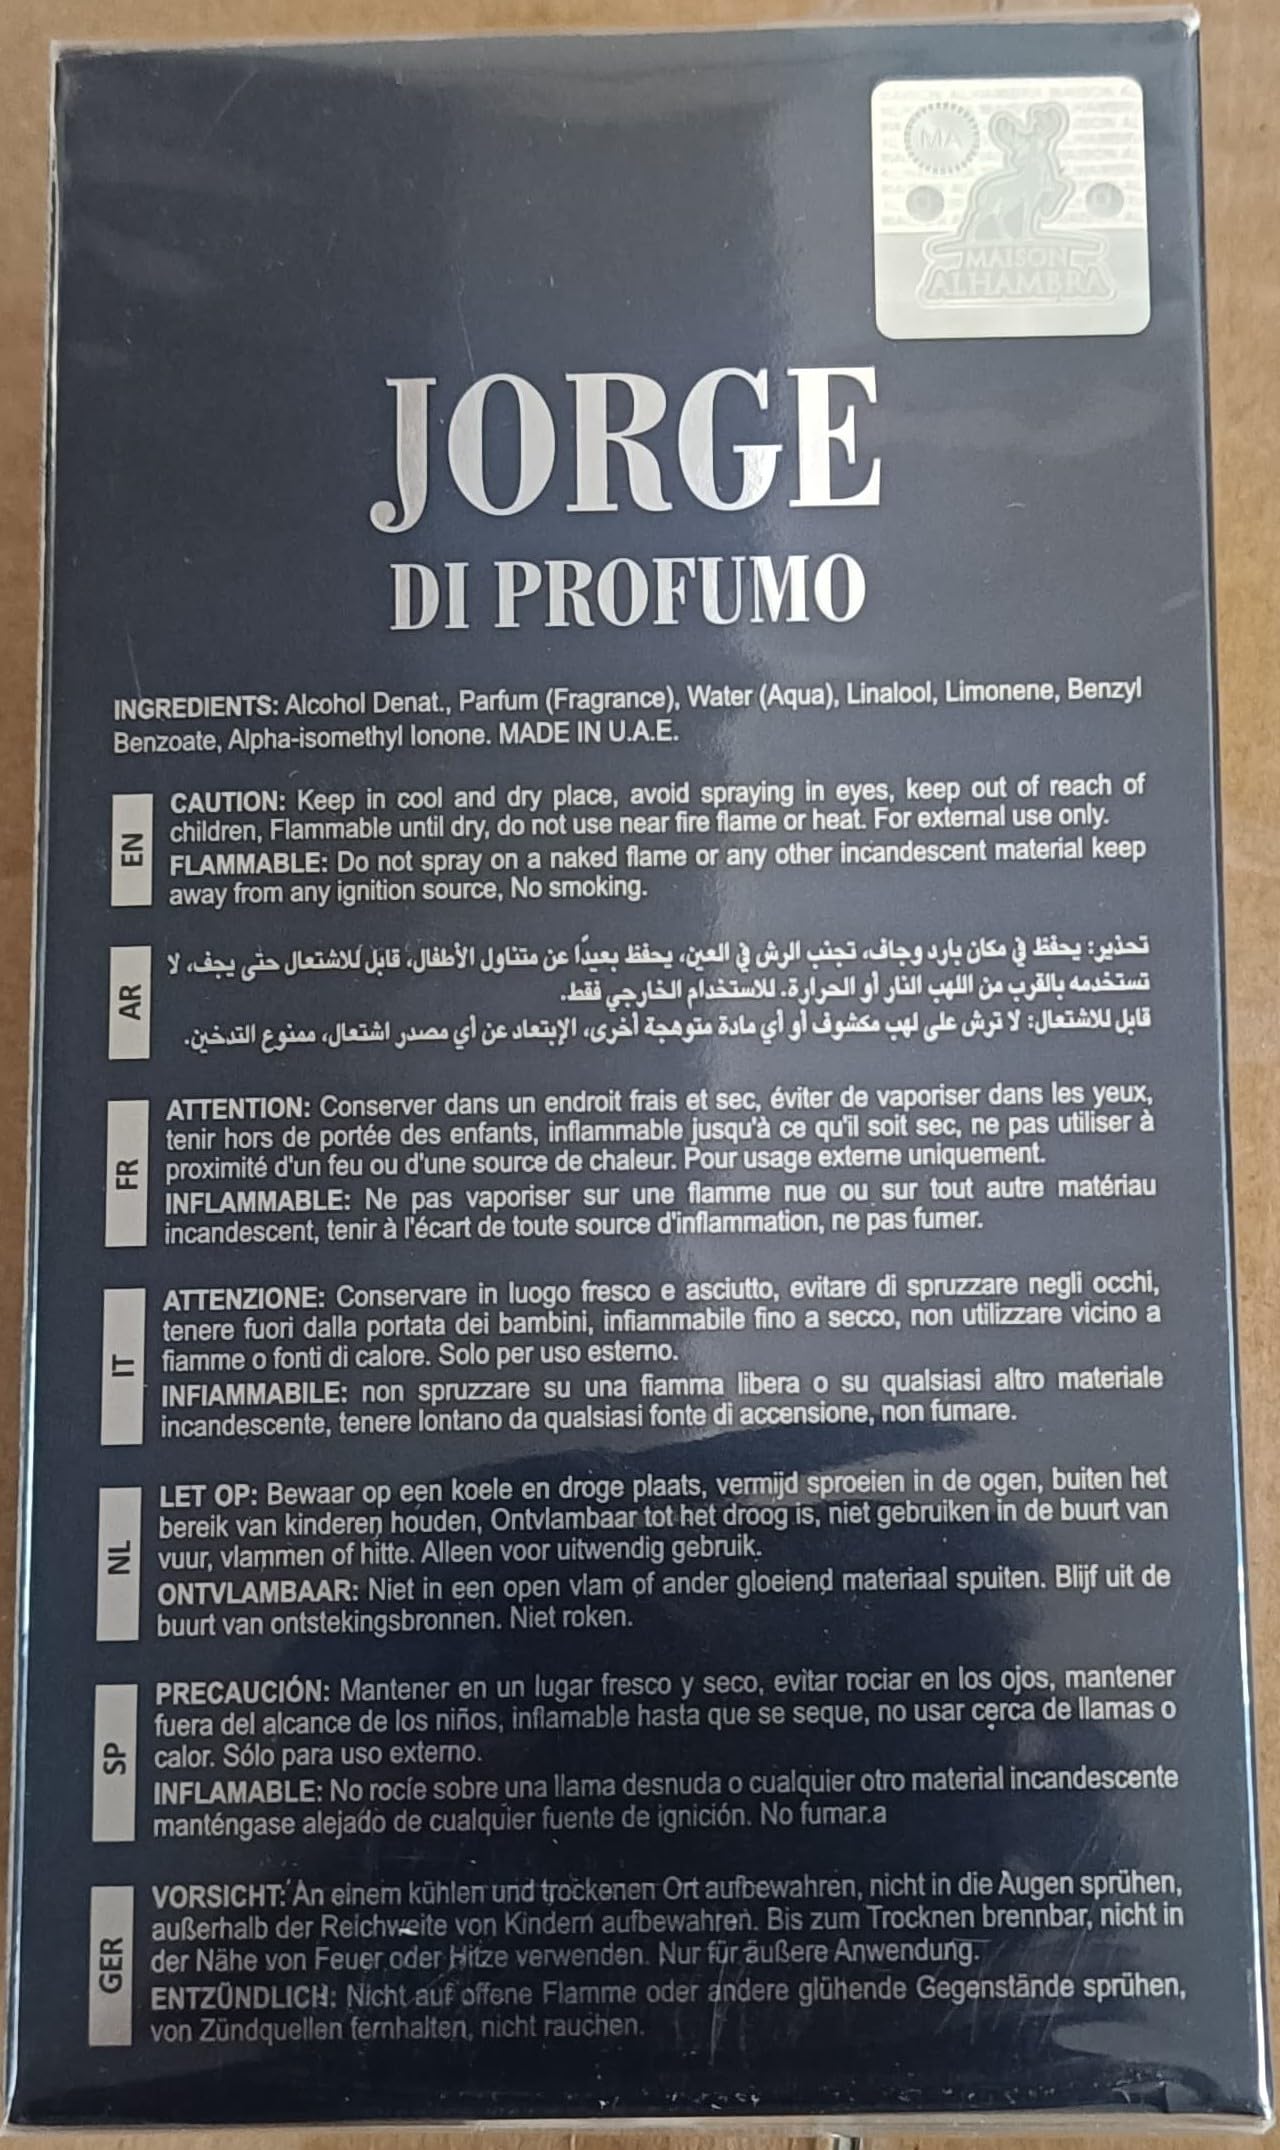 MA
MAISON
ALHAMBRA
JORGE
DI PROFUMO
INGREDIENTS: Alcohol Denat., Parfum (Fragrance), Water (Aqua), Linalool, Limonene, Benzyl
Benzoate, Alpha-isomethyl Ionone. MADE IN U.A.E.
EN
CAUTION: Keep in cool and dry place, avoid spraying in eyes, keep out of reach of
children, Flammable until dry, do not use near fire flame or heat. For external use only.
FLAMMABLE: Do not spray on a naked flame or any other incandescent material keep
away from any ignition source, No smoking.
AR
تحذير: يحفظ في مكان بارد وجاف، تجنب الرش في العين، يحفظ بعيدًا عن متناول الأطفال، قابل للاشتعال حتى يجف، لا
تستخدمه بالقرب من اللهب النار أو الحرارة. للاستخدام الخارجي فقط.
قابل للاشتعال: لا ترش على لهب مكشوف أو أي مادة متوهجة أخرى، الإبتعاد عن أي مصدر اشتعال، ممنوع التدخين.
FR
ATTENTION: Conserver dans un endroit frais et sec, éviter de vaporiser dans les yeux,
tenir hors de portée des enfants, inflammable jusqu'à ce qu'il soit sec, ne pas utiliser à
proximité d'un feu ou d'une source de chaleur. Pour usage externe uniquement.
INFLAMMABLE: Ne pas vaporiser sur une flamme nue ou sur tout autre matériau
incandescent, tenir à l'écart de toute source d'inflammation, ne pas fumer.
IT
ATTENZIONE: Conservare in luogo fresco e asciutto, evitare di spruzzare negli occhi,
tenere fuori dalla portata dei bambini, infiammabile fino a secco, non utilizzare vicino a
fiamme o fonti di calore. Solo per uso esterno.
INFIAMMABILE: non spruzzare su una fiamma libera o su qualsiasi altro materiale
incandescente, tenere lontano da qualsiasi fonte di accensione, non fumare.
NL
LET OP: Bewaar op een koele en droge plaats, vermijd sproeien in de ogen, buiten het
bereik van kinderen houden, Ontvlambaar tot het droog is, niet gebruiken in de buurt van
vuur, vlammen of hitte. Alleen voor uitwendig gebruik.
ONTVLAMBAAR: Niet in een open vlam of ander gloeiend materiaal spuiten. Blijf uit de
buurt van ontstekingsbronnen. Niet roken.
SP
PRECAUCIÓN: Mantener en un lugar fresco y seco, evitar rociar en los ojos, mantener
fuera del alcance de los niños, inflamable hasta que se seque, no usar cerca de llamas o
calor. Sólo para uso externo.
INFLAMABLE: No rocíe sobre una llama desnuda o cualquier otro material incandescente
manténgase alejado de cualquier fuente de ignición. No fumar.a
GER
VORSICHT: An einem kühlen und trockenen Ort aufbewahren, nicht in die Augen sprühen,
außerhalb der Reichweite von Kindern aufbewahren. Bis zum Trocknen brennbar, nicht in
der Nähe von Feuer oder Hitze verwenden. Nur für äußere Anwendung.
ENTZÜNDLICH: Nicht auf offene Flamme oder andere glühende Gegenstände sprühen,
von Zündquellen fernhalten, nicht rauchen.